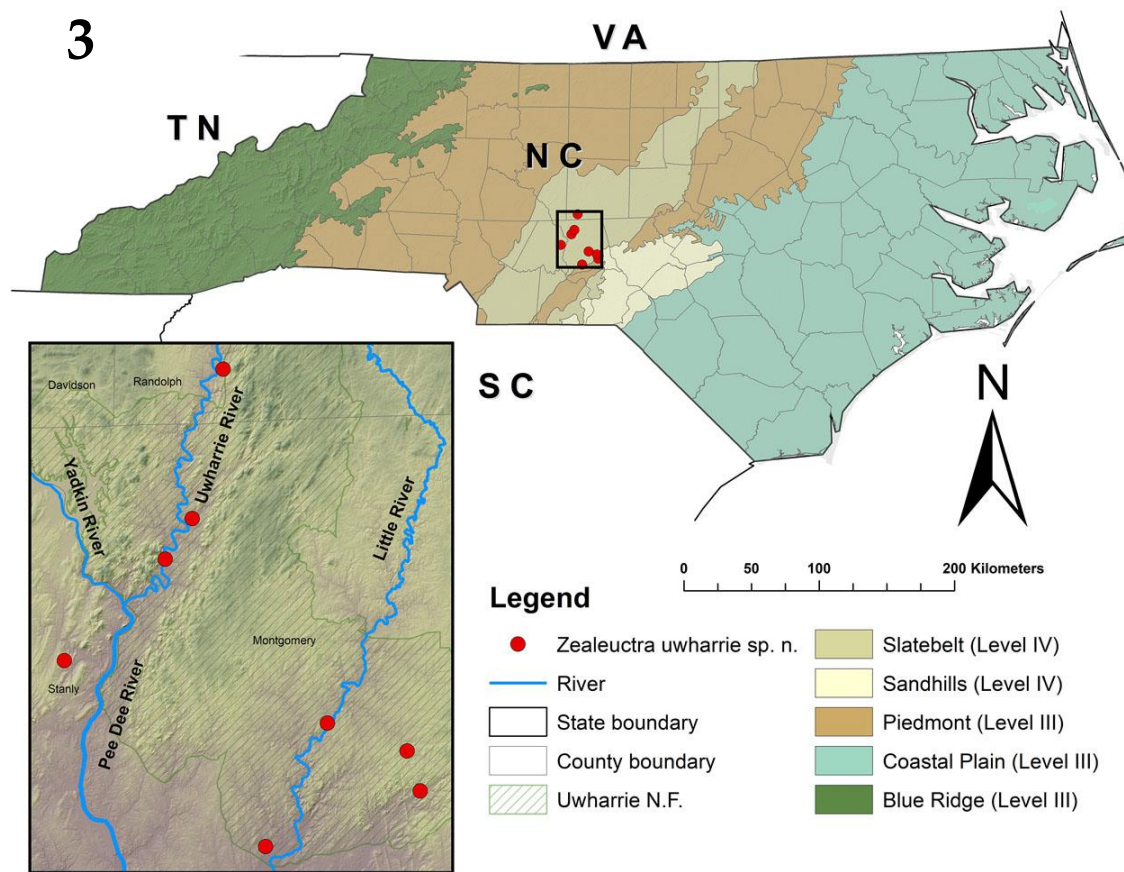 3
VA
TN
NC
SC
N
Davidson
Randolph
Uwharrie River
Yadkin River
Little River
Montgomery
Stanly
Pee Dee River
0 50 100 200 Kilometers
Legend
Zealeuctra uwharrie sp. n.
River
State boundary
County boundary
Uwharrie N.F.
Slatebelt (Level IV)
Sandhills (Level IV)
Piedmont (Level III)
Coastal Plain (Level III)
Blue Ridge (Level III)